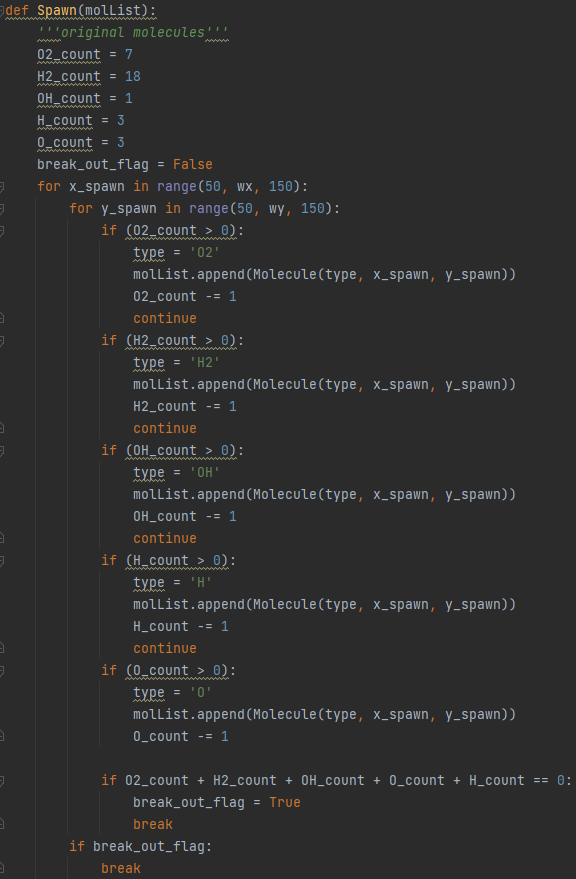 def Spawn(molList):
    '''original molecules'''
    O2_count = 7
    H2_count = 18
    OH_count = 1
    H_count = 3
    O_count = 3
    break_out_flag = False
    for x_spawn in range(50, wx, 150):
        for y_spawn in range(50, wy, 150):
            if (O2_count > 0):
                type = 'O2'
                molList.append(Molecule(type, x_spawn, y_spawn))
                O2_count -= 1
                continue
            if (H2_count > 0):
                type = 'H2'
                molList.append(Molecule(type, x_spawn, y_spawn))
                H2_count -= 1
                continue
            if (OH_count > 0):
                type = 'OH'
                molList.append(Molecule(type, x_spawn, y_spawn))
                OH_count -= 1
                continue
            if (H_count > 0):
                type = 'H'
                molList.append(Molecule(type, x_spawn, y_spawn))
                H_count -= 1
                continue
            if (O_count > 0):
                type = 'O'
                molList.append(Molecule(type, x_spawn, y_spawn))
                O_count -= 1

            if O2_count + H2_count + OH_count + O_count + H_count == 0:
                break_out_flag = True
                break
        if break_out_flag:
            break